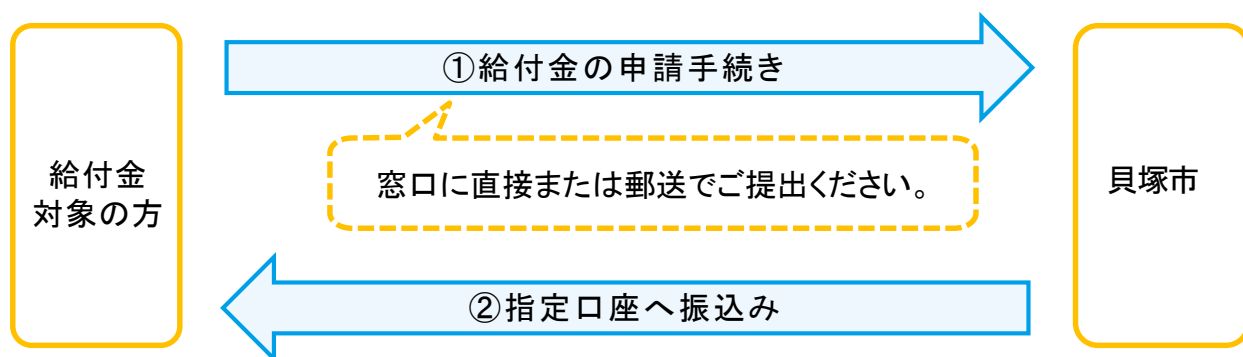 給付金
対象の方
①給付金の申請手続き
窓口に直接または郵送でご提出ください。
②指定口座へ振込み
貝塚市